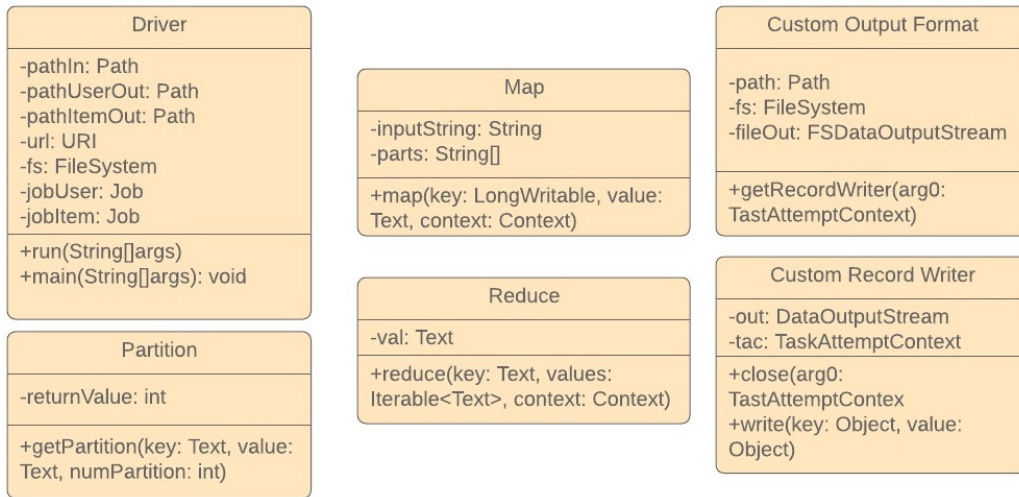 Driver
-pathIn: Path
-pathUserOut: Path
-pathItemOut: Path
-url: URI
-fs: FileSystem
-jobUser: Job
-jobItem: Job
+run(String[]args)
+main(String[]args): void
Partition
-returnValue: int
+getPartition(key: Text, value:
Text, numPartition: int)
Map
-inputString: String
-parts: String[]
+map(key: LongWritable, value:
Text, context: Context)
Reduce
-val: Text
+reduce(key: Text, values:
Iterable<Text>, context: Context)
Custom Output Format
-path: Path
-fs: FileSystem
-fileOut: FSDataOutputStream
+getRecordWriter(arg0:
TastAttemptContext)
Custom Record Writer
-out: DataOutputStream
-tac: TaskAttemptContext
+close(arg0:
TastAttemptContex
+write(key: Object, value:
Object)